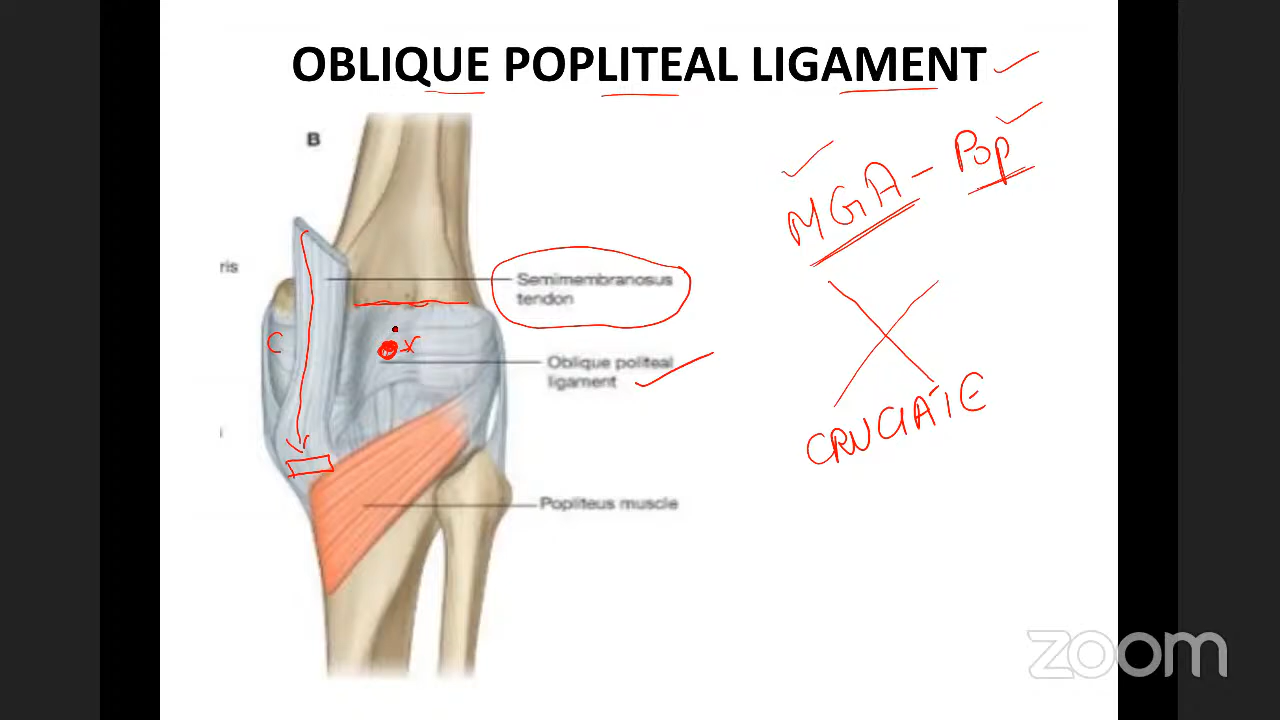 OBLIQUE POPLITEAL LIGAMENT
B
MGA - Pop
ris
Semimembranosus
tendon
C
X
Oblique politeal
ligament
CRUCIATE
Popliteus muscle
zoom